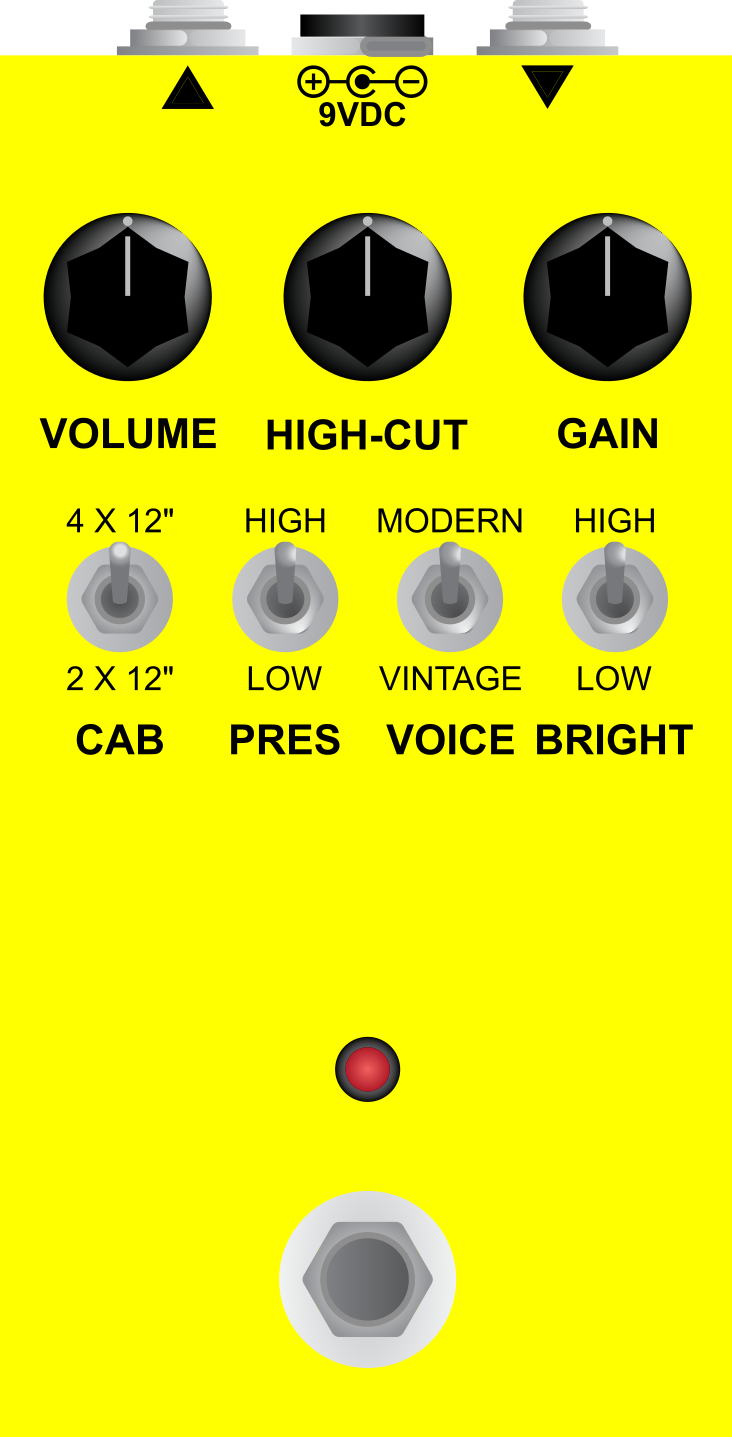 9VDC
VOLUME HIGH-CUT GAIN
4 X 12" HIGH MODERN HIGH
2 X 12" LOW VINTAGE LOW
CAB PRES VOICE BRIGHT